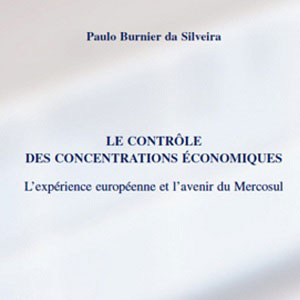 Paulo Burnier da Silveira
LE CONTRÔLE
DES CONCENTRATIONS ÉCONOMIQUES
L'expérience européenne et l'avenir du Mercosul